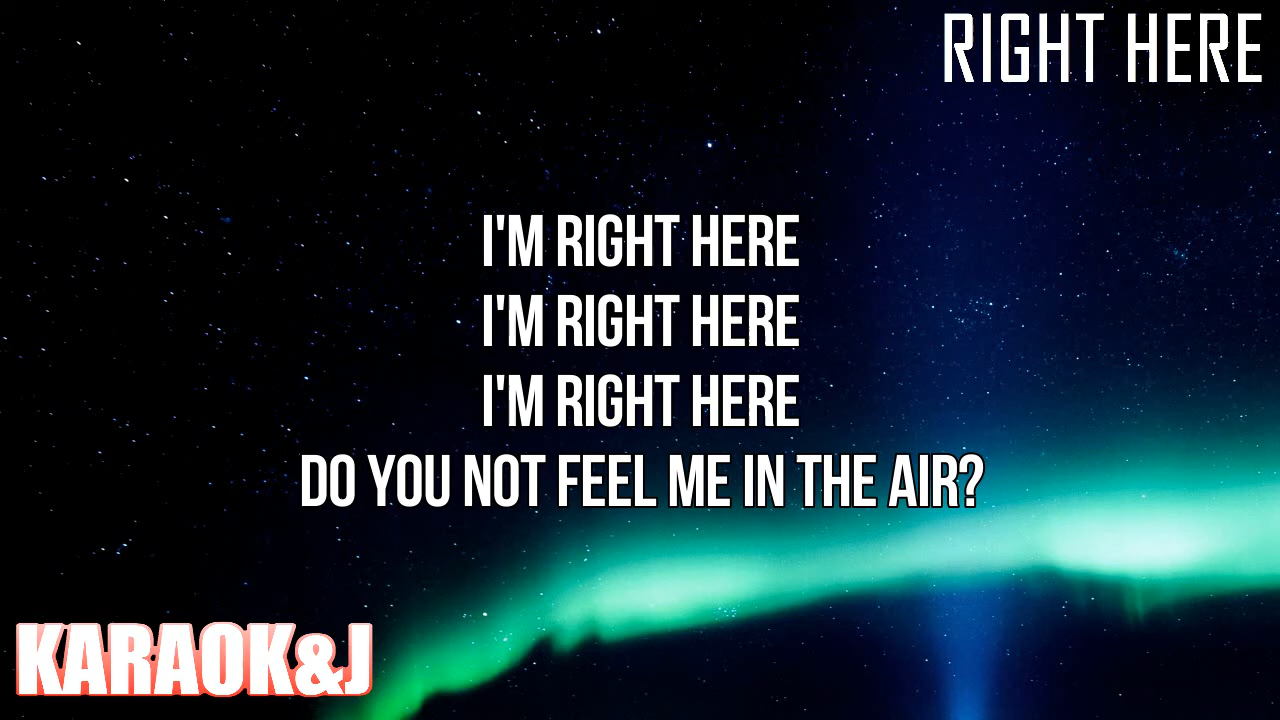 RIGHT HERE
I'M RIGHT HERE
I'M RIGHT HERE
I'M RIGHT HERE
DO YOU NOT FEEL ME IN THE AIR?
KARAOK&J